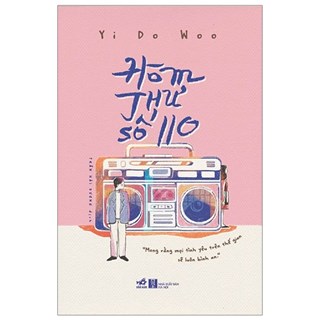 Yi Do Woo
Hòm
Thư
số 110
"Mong rằng mọi tình yêu trên thế gian
sẽ luôn bình an."